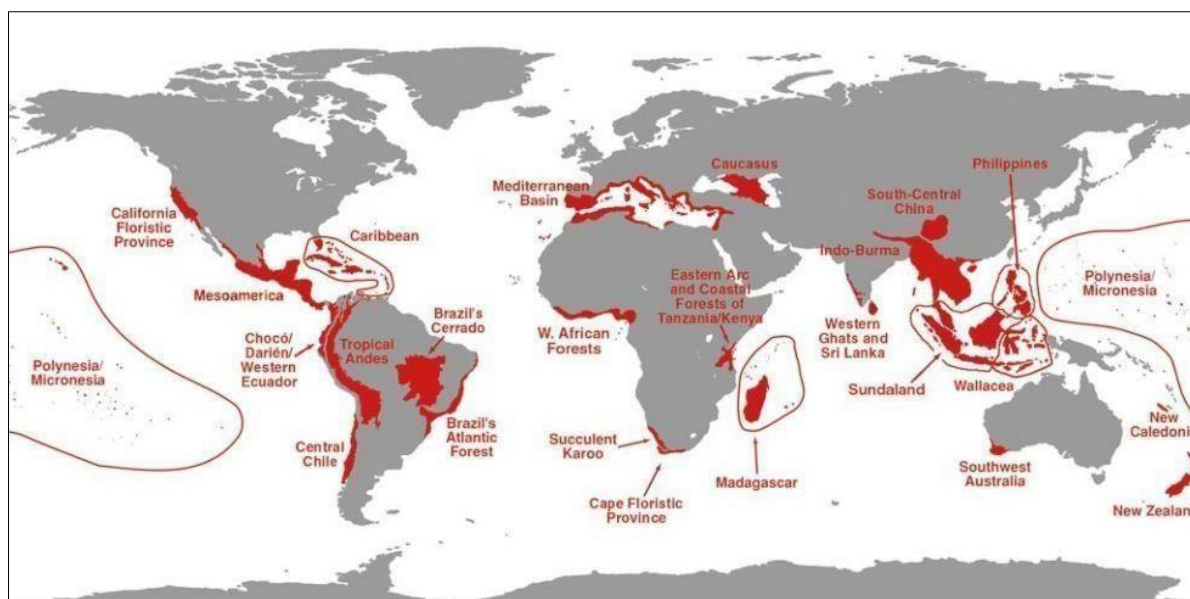 California
Floristic
Province
Mesoamerica
Caribbean
Polynesia/
Micronesia
Chocó/
Darién/
Western
Ecuador
Tropical
Andes
Brazil's
Cerrado
Brazil's
Atlantic
Forest
Central
Chile
Mediterranean
Basin
Caucasus
W. African
Forests
Eastern Arc
and Coastal
Forests of
Tanzania/Kenya
Succulent
Karoo
Cape Floristic
Province
Madagascar
South-Central
China
Indo-Burma
Philippines
Western
Ghats and
Sri Lanka
Sundaland
Wallacea
Polynesia/
Micronesia
Southwest
Australia
New
Caledoni
New Zealan